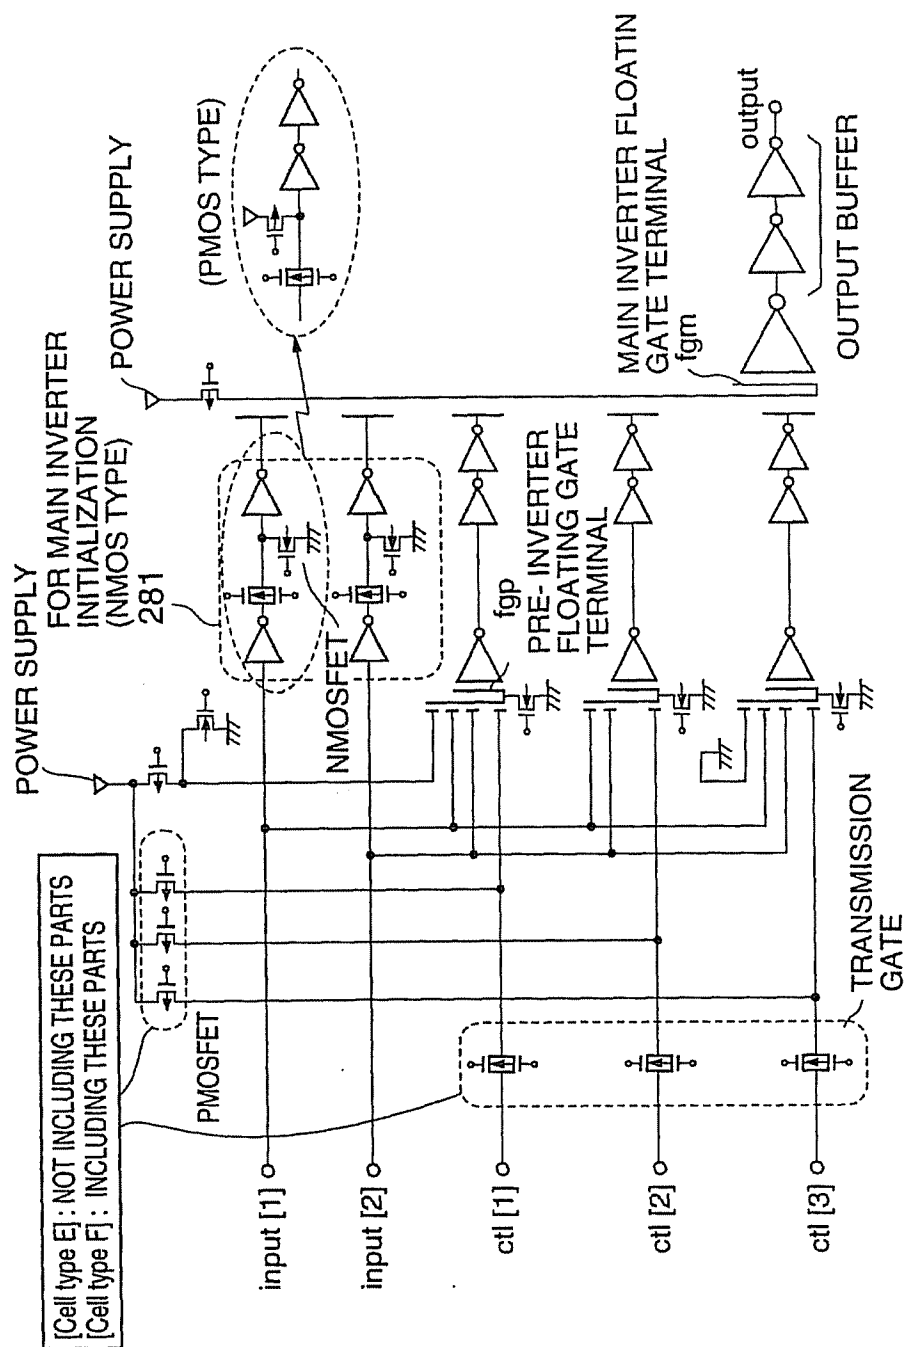 [Cell type E] : NOT INCLUDING THESE PARTS
[Cell type F] : INCLUDING THESE PARTS
POWER SUPPLY
FOR MAIN INVERTER
INITIALIZATION
(NMOS TYPE)
281
POWER SUPPLY
(PMOS TYPE)
PMOSFET
NMOSFET
input [1]
input [2]
ctl [1]
ctl [2]
ctl [3]
fgp
PRE- INVERTER
FLOATING GATE
TERMINAL
TRANSMISSION
GATE
MAIN INVERTER FLOATIN
GATE TERMINAL
fgm
output
OUTPUT BUFFER